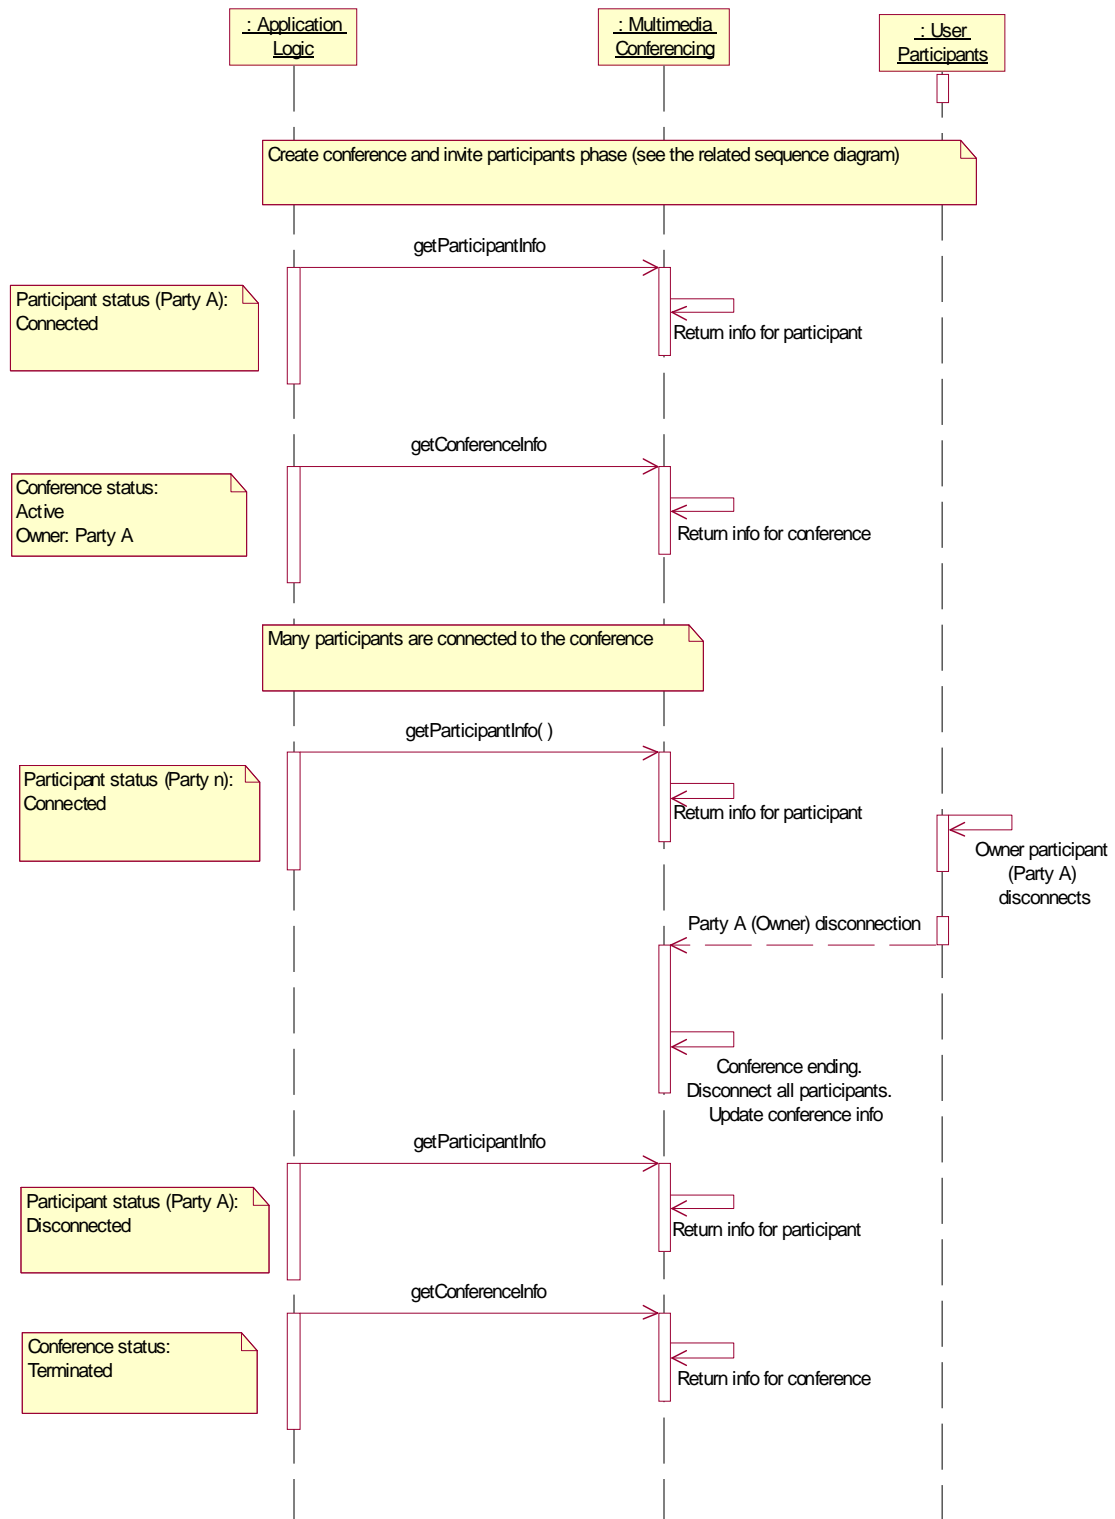 : Application
Logic
: Multimedia
Conferencing
: User
Participants
Create conference and invite participants phase (see the related sequence diagram)
getParticipantInfo
Participant status (Party A):
Connected
Return info for participant
getConferenceInfo
Conference status:
Active
Owner: Party A
Return info for conference
Many participants are connected to the conference
getParticipantInfo( )
Participant status (Party n):
Connected
Return info for participant
Owner participant
(Party A)
disconnects
Party A (Owner) disconnection
Conference ending.
Disconnect all participants.
Update conference info
getParticipantInfo
Participant status (Party A):
Disconnected
Return info for participant
getConferenceInfo
Conference status:
Terminated
Return info for conference